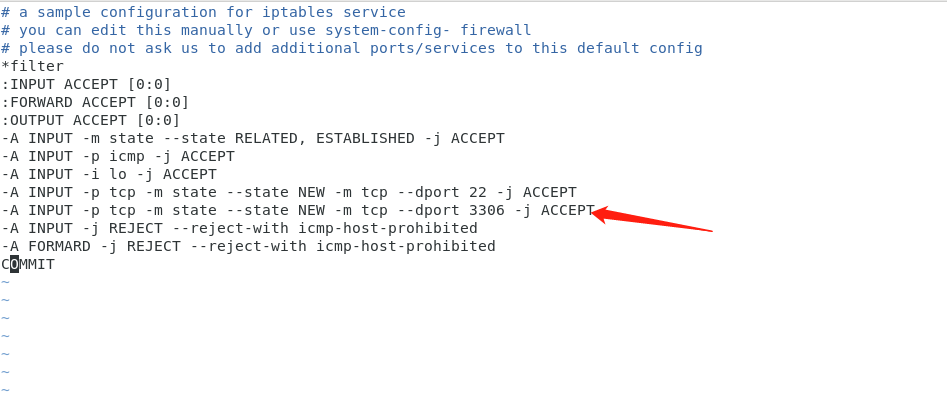 # a sample configuration for iptables service
# you can edit this manually or use system-config- firewall
# please do not ask us to add additional ports/services to this default config
*filter
:INPUT ACCEPT [0:0]
:FORWARD ACCEPT [0:0]
:OUTPUT ACCEPT [0:0]
-A INPUT -m state --state RELATED, ESTABLISHED -j ACCEPT
-A INPUT -p icmp -j ACCEPT
-A INPUT -i lo -j ACCEPT
-A INPUT -p tcp -m state --state NEW -m tcp --dport 22 -j ACCEPT
-A INPUT -p tcp -m state --state NEW -m tcp --dport 3306 -j ACCEPT
-A INPUT -j REJECT --reject-with icmp-host-prohibited
-A FORMARD -j REJECT --reject-with icmp-host-prohibited
COMMIT
~
~
~
~
~
~
~